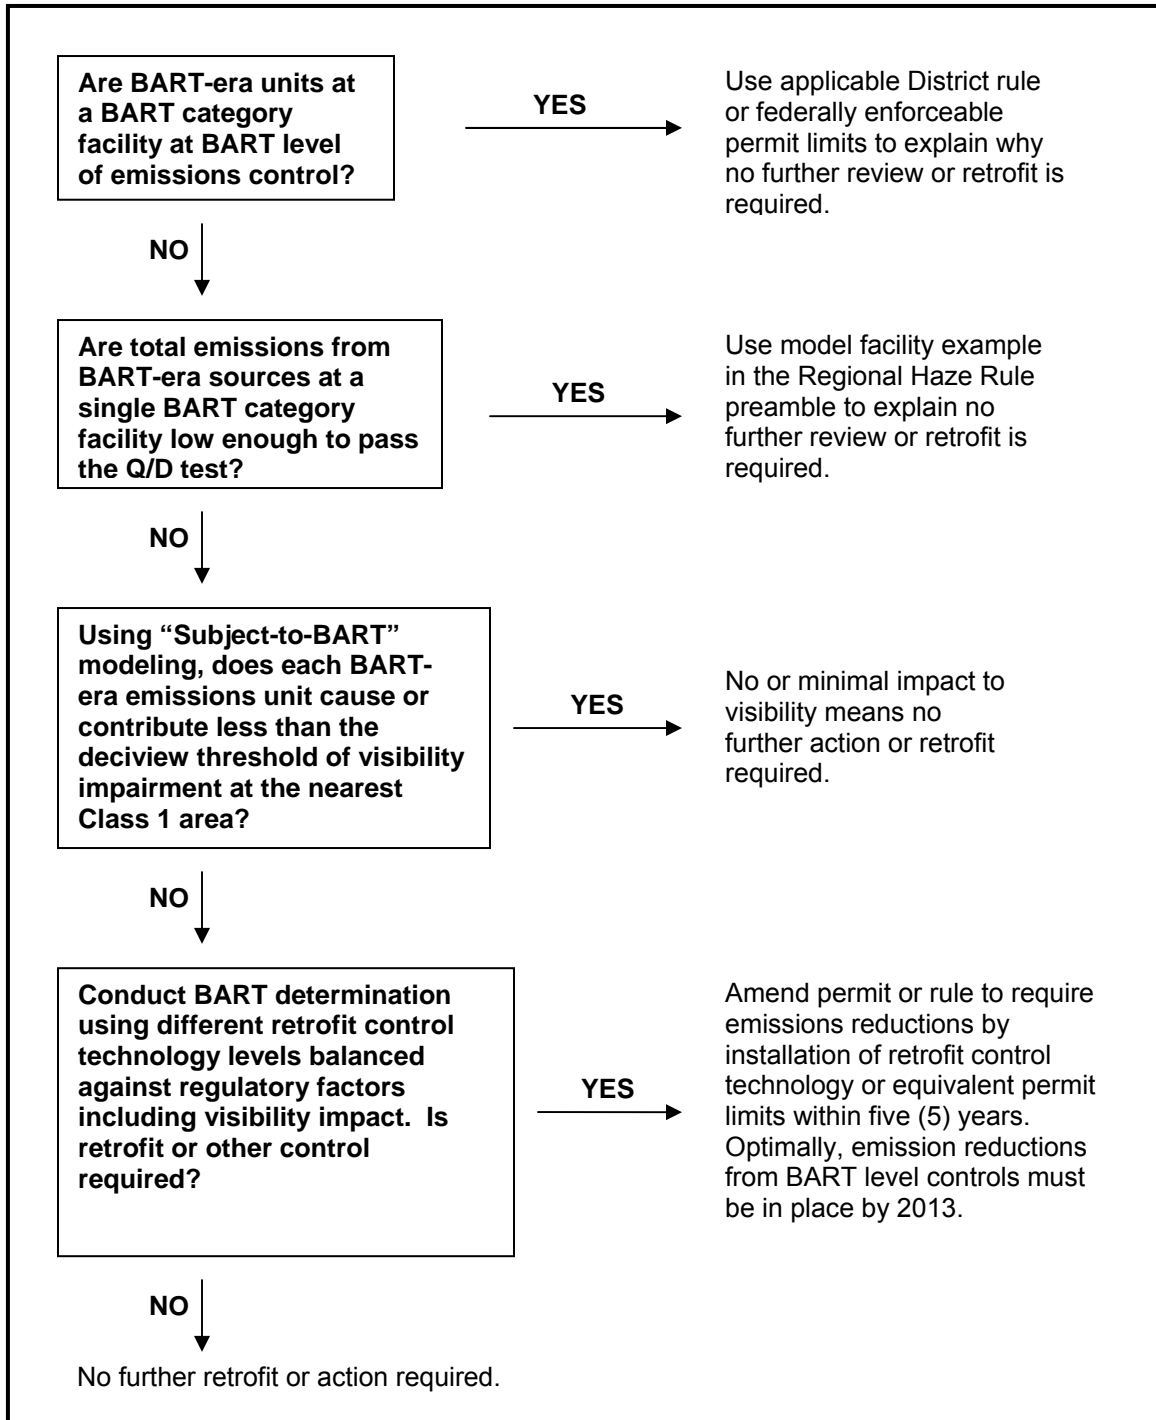 Are BART-era units at
a BART category
facility at BART level
of emissions control?
YES
Use applicable District rule
or federally enforceable
permit limits to explain why
no further review or retrofit is
required.
NO
Are total emissions from
BART-era sources at a
single BART category
facility low enough to pass
the Q/D test?
YES
Use model facility example
in the Regional Haze Rule
preamble to explain no
further review or retrofit is
required.
NO
Using “Subject-to-BART”
modeling, does each BART-
era emissions unit cause or
contribute less than the
deciview threshold of visibility
impairment at the nearest
Class 1 area?
YES
No or minimal impact to
visibility means no
further action or retrofit
required.
NO
Conduct BART determination
using different retrofit control
technology levels balanced
against regulatory factors
including visibility impact.  Is
retrofit or other control
required?
YES
Amend permit or rule to require
emissions reductions by
installation of retrofit control
technology or equivalent permit
limits within five (5) years.
Optimally, emission reductions
from BART level controls must
be in place by 2013.
NO
No further retrofit or action required.